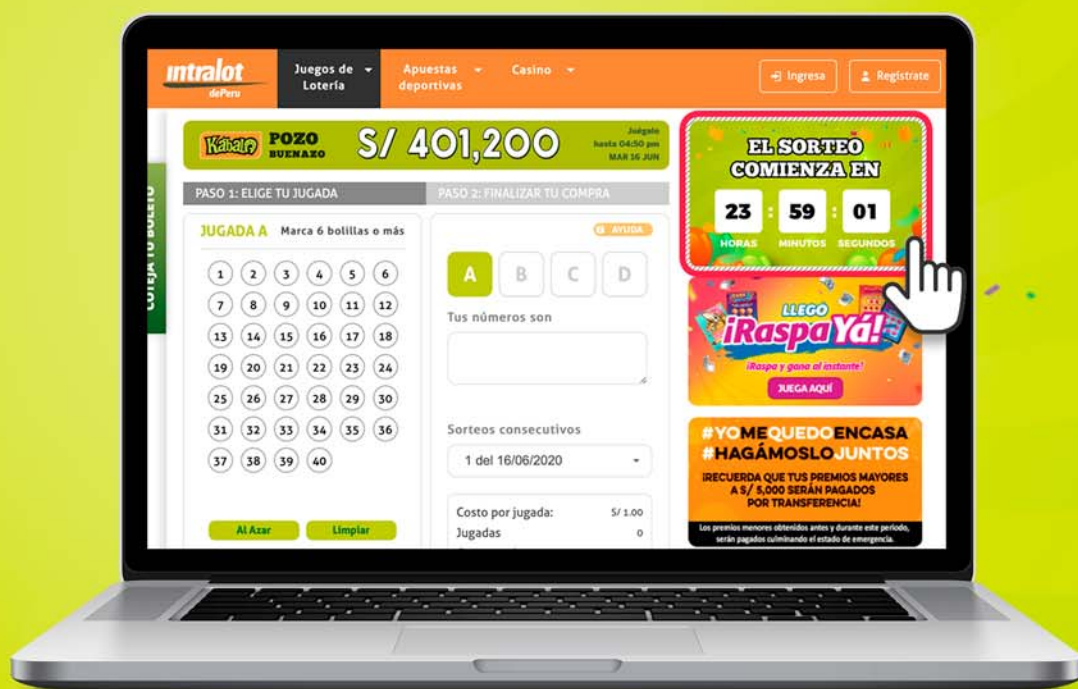 intralot
dePeru
Juegos de
Lotería
Apuestas
deportivas
Casino
Ingresa
Regístrate
COTEJA TU BOLETO
Kábala
POZO
BUENAZO
S/ 401,200
Juégalo
hasta 04:50 pm
MAR 16 JUN
PASO 1: ELIGE TU JUGADA
PASO 2: FINALIZAR TU COMPRA
JUGADA A Marca 6 bolillas o más
1 2 3 4 5 6
7 8 9 10 11 12
13 14 15 16 17 18
19 20 21 22 23 24
25 26 27 28 29 30
31 32 33 34 35 36
37 38 39 40
Al Azar Limpiar
AYUDA
A B C D
Tus números son
Sorteos consecutivos
1 del 16/06/2020
Costo por jugada: S/ 1.00
Jugadas 0
EL SORTEO
COMIENZA EN
23 : 59 : 01
HORAS MINUTOS SEGUNDOS
LLEGÓ
¡Raspa Yá!
¡Raspa y gana al instante!
JUEGA AQUÍ
#YOMEQUEDOENCASA
#HAGÁMOSLOJUNTOS
¡RECUERDA QUE TUS PREMIOS MAYORES
A S/ 5,000 SERÁN PAGADOS
POR TRANSFERENCIA!
Los premios menores obtenidos antes y durante este periodo,
serán pagados culminando el estado de emergencia.